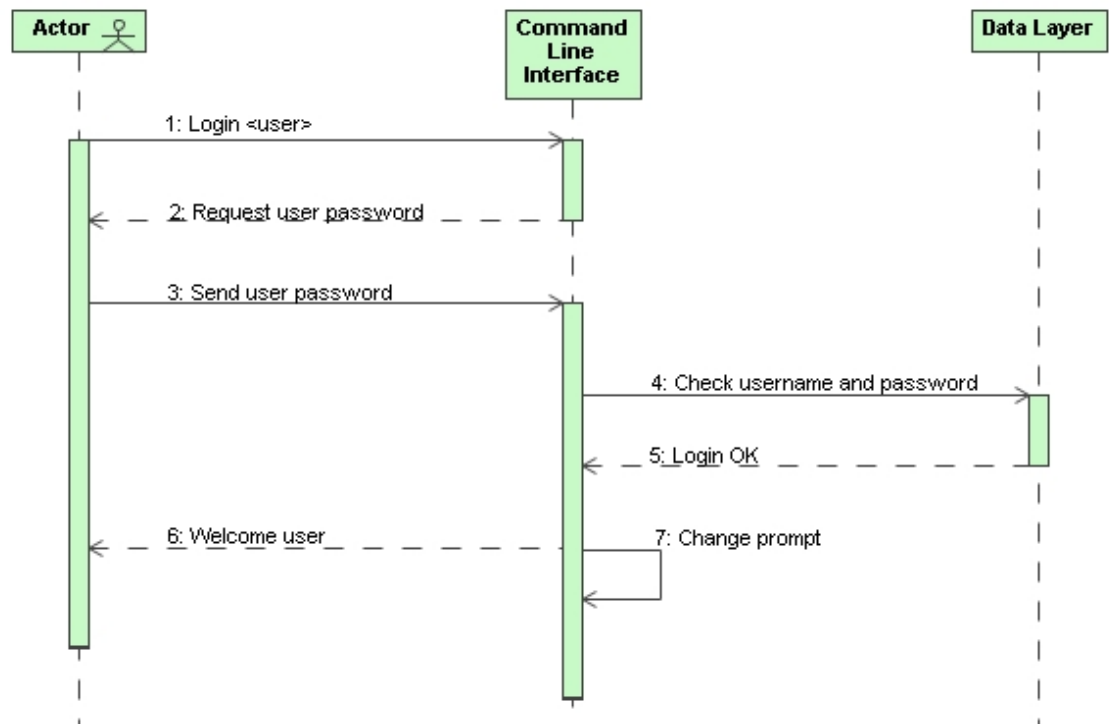 Actor
Command
Line
Interface
Data Layer
1: Login <user>
2: Request user password
3: Send user password
4: Check username and password
5: Login OK
6: Welcome user
7: Change prompt